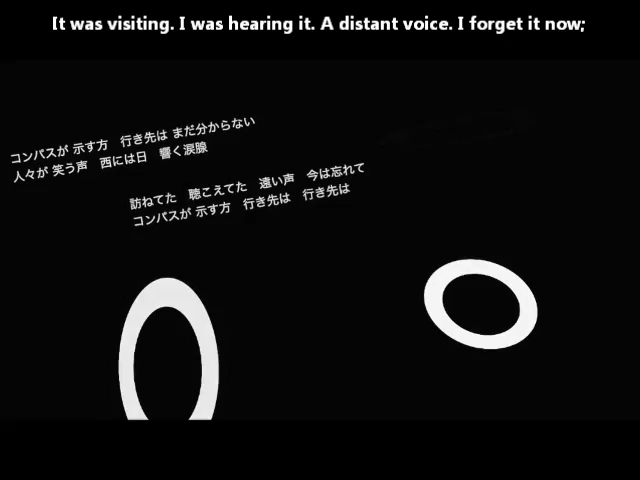 It was visiting. I was hearing it. A distant voice. I forget it now;
コンパスが 示す方　行き先は まだ分からない
人々が 笑う声　西には日　響く涙腺
訪ねてた　聴こえてた　遠い声　今は忘れて
コンパスが 示す方　行き先は　行き先は